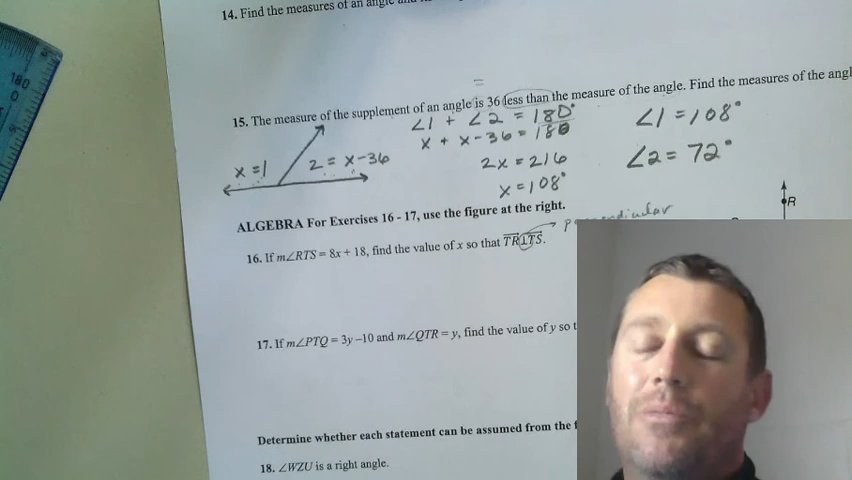 14. Find the measures of an angle and
=
15. The measure of the supplement of an angle is 36 less than the measure of the angle. Find the measures of the angl
∠1 + ∠2 = 180°
x + x - 36 = 180
2x = 216
x = 108°
∠1 = 108°
∠2 = 72°
x = 1
2 = x - 36
ALGEBRA For Exercises 16 - 17, use the figure at the right.
perpendicular
16. If m∠RTS = 8x + 18, find the value of x so that TR⊥TS.
R
17. If m∠PTQ = 3y – 10 and m∠QTR = y, find the value of y so t
Determine whether each statement can be assumed from the f
18. ∠WZU is a right angle.
180
0